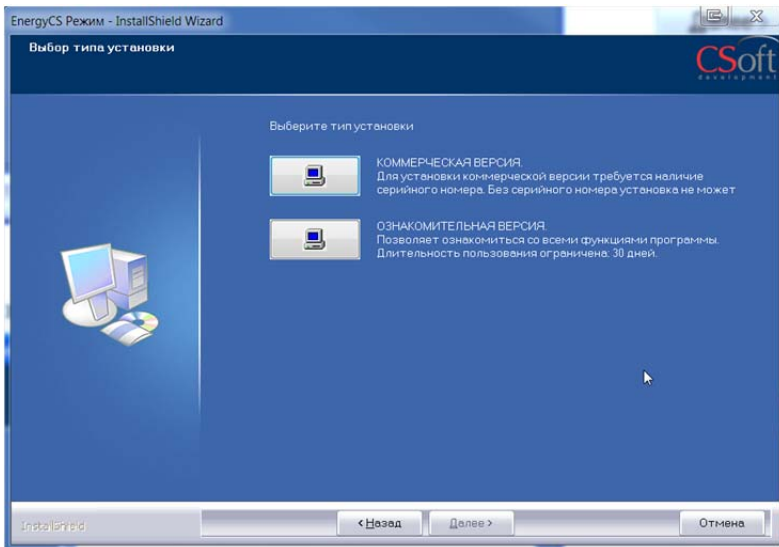 EnergyCS Режим - InstallShield Wizard
Выбор типа установки
CSoft
development
Выберите тип установки
КОММЕРЧЕСКАЯ ВЕРСИЯ.
Для установки коммерческой версии требуется наличие
серийного номера. Без серийного номера установка не может
ОЗНАКОМИТЕЛЬНАЯ ВЕРСИЯ.
Позволяет ознакомиться со всеми функциями программы.
Длительность пользования ограничена: 30 дней.
InstallShield
< Назад
Далее >
Отмена